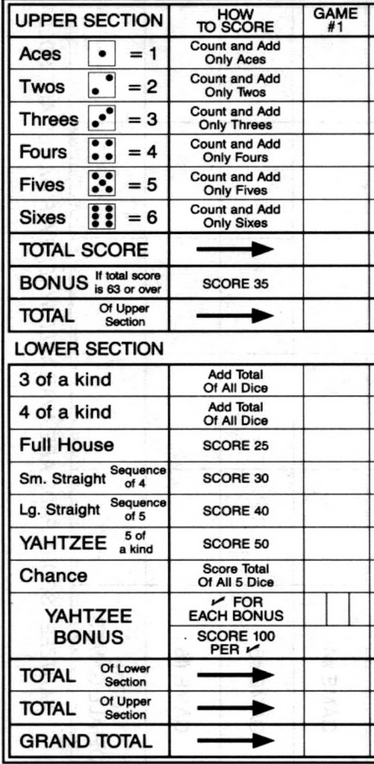 UPPER SECTION HOW TO SCORE GAME #1
Aces = 1 Count and Add Only Aces
Twos = 2 Count and Add Only Twos
Threes = 3 Count and Add Only Threes
Fours = 4 Count and Add Only Fours
Fives = 5 Count and Add Only Fives
Sixes = 6 Count and Add Only Sixes
TOTAL SCORE
BONUS If total score is 63 or over SCORE 35
TOTAL Of Upper Section
LOWER SECTION
3 of a kind Add Total Of All Dice
4 of a kind Add Total Of All Dice
Full House SCORE 25
Sm. Straight Sequence of 4 SCORE 30
Lg. Straight Sequence of 5 SCORE 40
YAHTZEE 5 of a kind SCORE 50
Chance Score Total Of All 5 Dice
YAHTZEE BONUS ✓ FOR EACH BONUS
SCORE 100 PER ✓
TOTAL Of Lower Section
TOTAL Of Upper Section
GRAND TOTAL